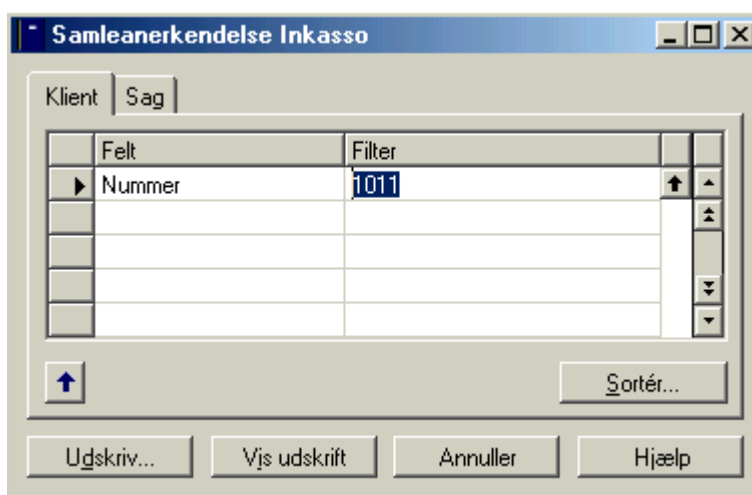 Samleanerkendelse Inkasso
Klient Sag
Felt Filter
Nummer 1011
Sortér...
Udskriv... Vis udskrift Annuller Hjælp